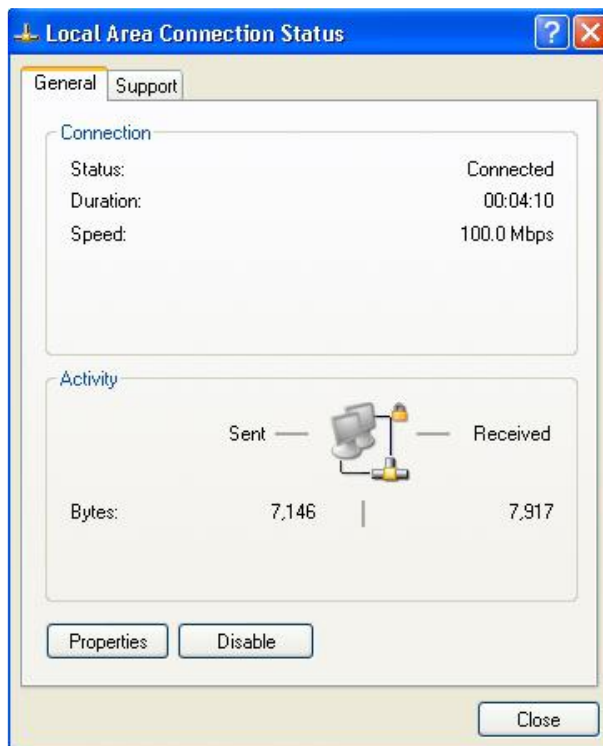 Local Area Connection Status
General Support
Connection
Status: Connected
Duration: 00:04:10
Speed: 100.0 Mbps
Activity
Sent Received
Bytes: 7,146 7,917
Properties Disable
Close